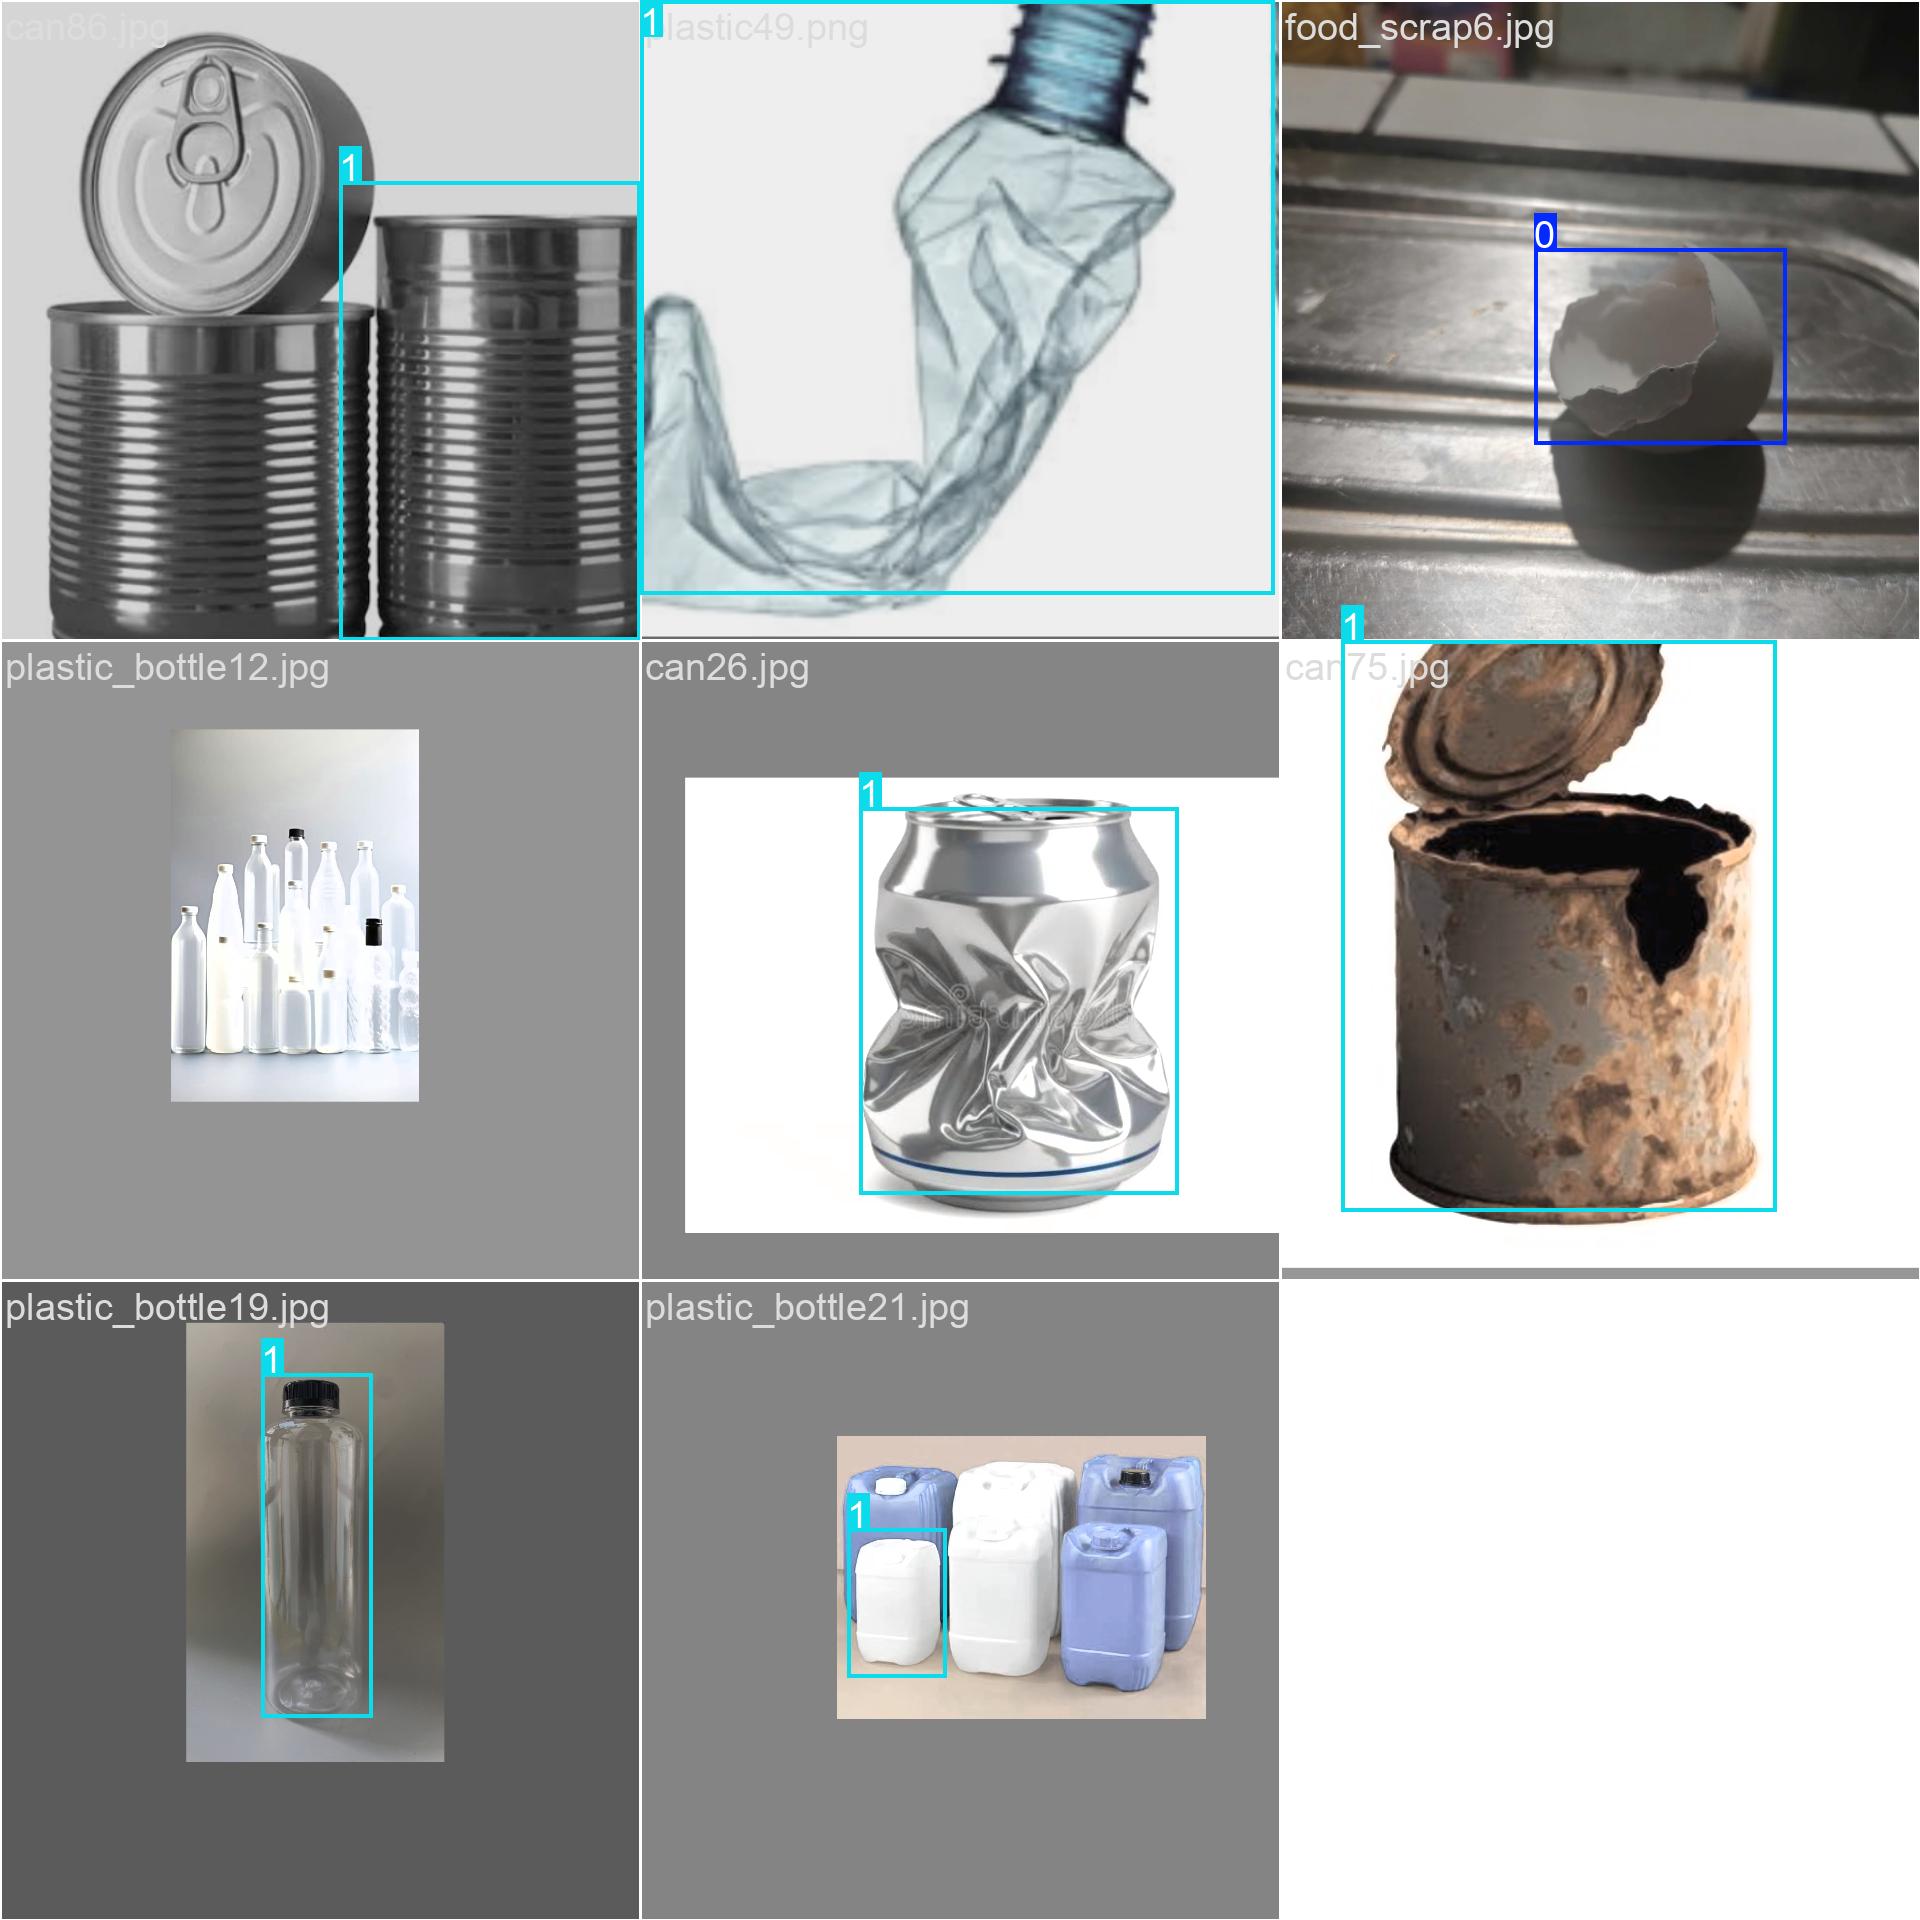 can86.jpg
1
1
plastic49.png
food_scrap6.jpg
0
plastic_bottle12.jpg
can26.jpg
1
1
can75.jpg
plastic_bottle19.jpg
1
plastic_bottle21.jpg
1